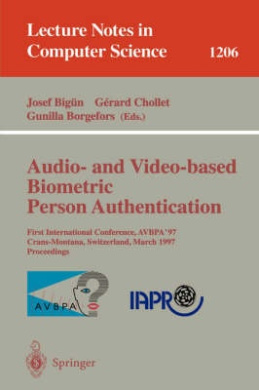 Lecture Notes in
Computer Science 1206
Josef Bigün Gérard Chollet
Gunilla Borgefors (Eds.)
Audio- and Video-based
Biometric
Person Authentication
First International Conference, AVBPA'97
Crans-Montana, Switzerland, March 1997
Proceedings
AVBPA ? IAPR
Springer